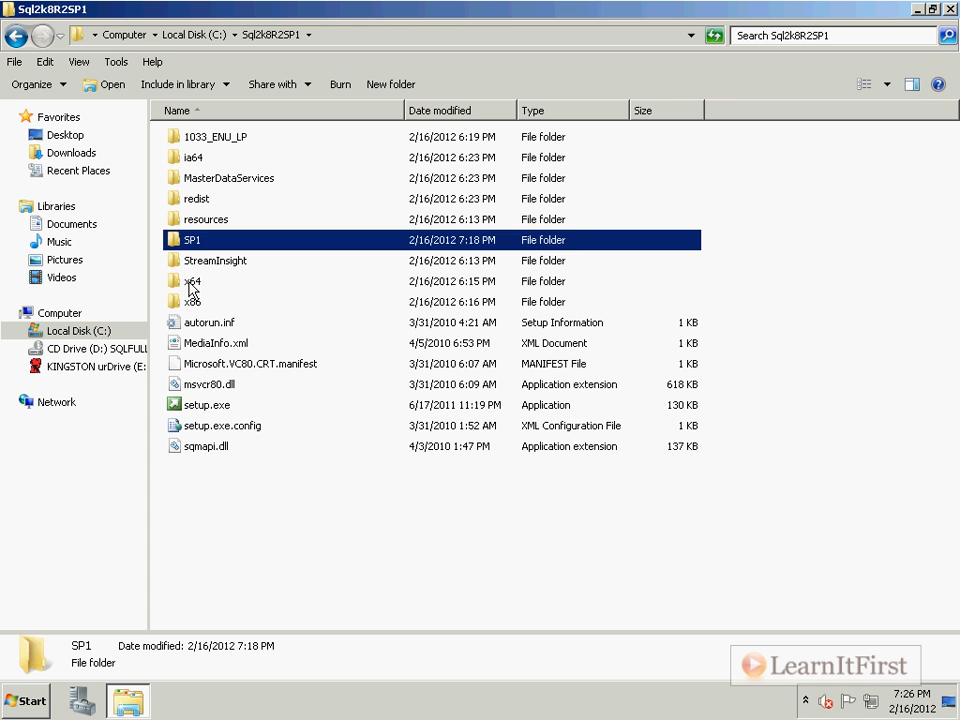 Sql2k8R2SP1
Computer Local Disk (C:) Sql2k8R2SP1
Search Sql2k8R2SP1
File Edit View Tools Help
Organize Open Include in library Share with Burn New folder
Favorites
Desktop
Downloads
Recent Places
Libraries
Documents
Music
Pictures
Videos
Computer
Local Disk (C:)
CD Drive (D:) SQLFULL
KINGSTON urDrive (E:
Network
Name Date modified Type Size
1033_ENU_LP 2/16/2012 6:19 PM File folder
ia64 2/16/2012 6:23 PM File folder
MasterDataServices 2/16/2012 6:23 PM File folder
redist 2/16/2012 6:23 PM File folder
resources 2/16/2012 6:13 PM File folder
SP1 2/16/2012 7:18 PM File folder
StreamInsight 2/16/2012 6:13 PM File folder
x64 2/16/2012 6:15 PM File folder
x86 2/16/2012 6:16 PM File folder
autorun.inf 3/31/2010 4:21 AM Setup Information 1 KB
MediaInfo.xml 4/5/2010 6:53 PM XML Document 1 KB
Microsoft.VC80.CRT.manifest 3/31/2010 6:07 AM MANIFEST File 1 KB
msvcr80.dll 3/31/2010 6:09 AM Application extension 618 KB
setup.exe 6/17/2011 11:19 PM Application 130 KB
setup.exe.config 3/31/2010 1:52 AM XML Configuration File 1 KB
sqmapi.dll 4/3/2010 1:47 PM Application extension 137 KB
SP1 Date modified: 2/16/2012 7:18 PM
File folder
LearnItFirst
Start
7:26 PM
2/16/2012